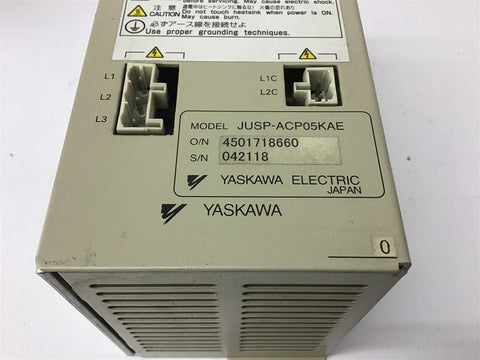 before servicing. May cause electric shock.
注意 通電中はヒートシンクに触るな! 火傷の恐れあり
CAUTION Do not touch heatsink when power is ON.
May cause burn.
必ずアース線を接続せよ
Use proper grounding techniques.
L1
L2
L3
L1C
L2C
MODEL JUSP-ACP05KAE
O/N 4501718660
S/N 042118
YASKAWA ELECTRIC
JAPAN
YASKAWA
0